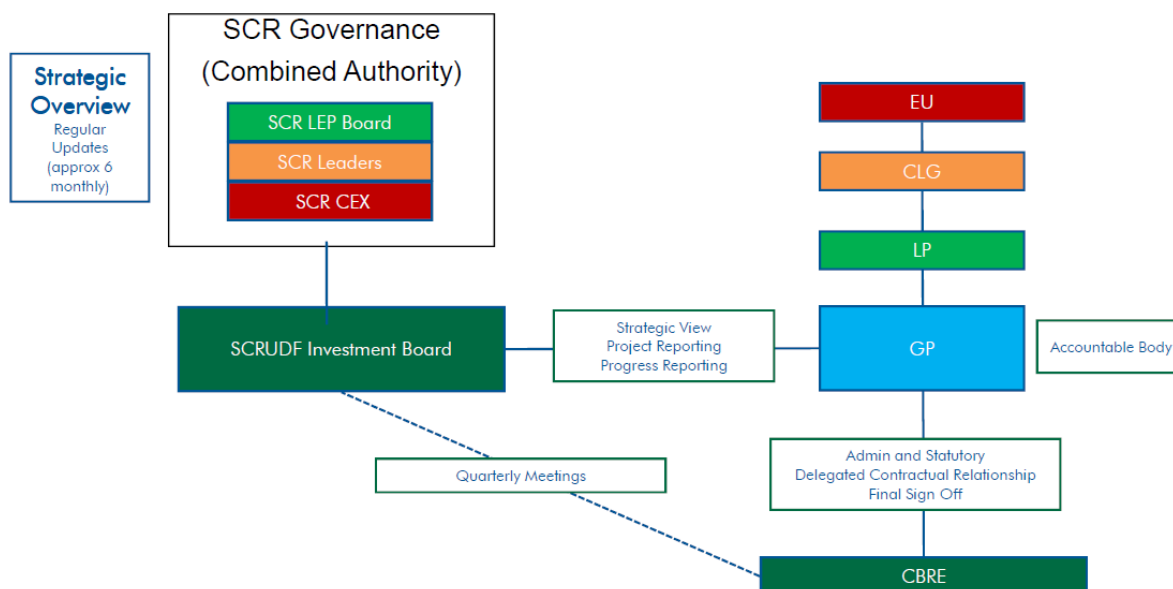 SCR Governance
(Combined Authority)
Strategic
Overview
Regular
Updates
(approx 6
monthly)
SCR LEP Board
SCR Leaders
SCR CEX
EU
CLG
LP
SCRUDF Investment Board
Strategic View
Project Reporting
Progress Reporting
GP
Accountable Body
Quarterly Meetings
Admin and Statutory
Delegated Contractual Relationship
Final Sign Off
CBRE